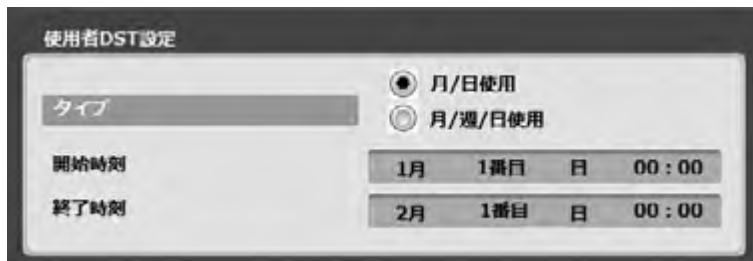 使用者DST設定
月/日使用
タイプ
月/週/日使用
開始時刻 1月 1番目 日 00 : 00
終了時刻 2月 1番目 日 00 : 00